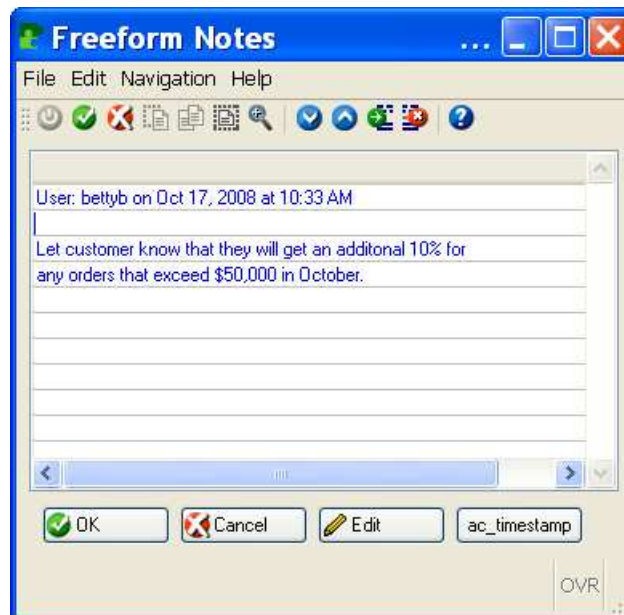 Freeform Notes ...
File Edit Navigation Help
User: bettyb on Oct 17, 2008 at 10:33 AM
Let customer know that they will get an additonal 10% for
any orders that exceed $50,000 in October.
OK Cancel Edit ac_timestamp
OVR